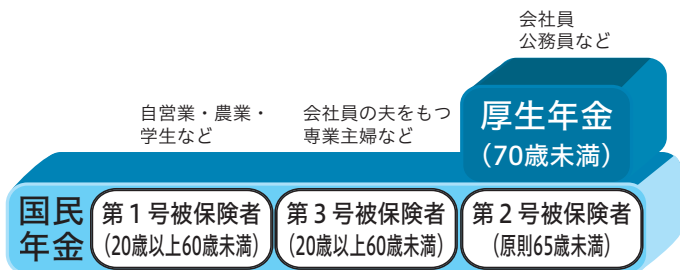 会社員
公務員など
自営業・農業・
学生など
会社員の夫をもつ
専業主婦など
厚生年金
(70歳未満)
国民
年金
第1号被保険者
(20歳以上60歳未満)
第3号被保険者
(20歳以上60歳未満)
第2号被保険者
(原則65歳未満)